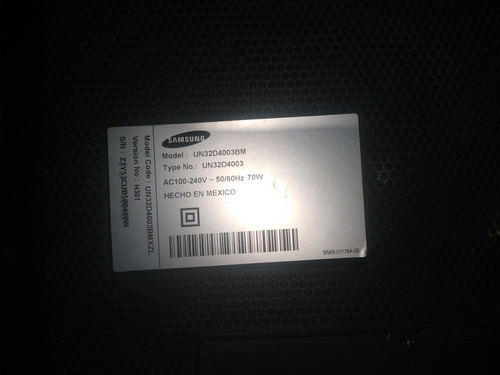 SAMSUNG
Model : UN32D4003BM
Type No.: UN32D4003
AC100-240V ~ 50/60Hz 70W
HECHO EN MEXICO
BN68-01176A-00
Model Code : UN32D4003BMXZL
Version No : H301